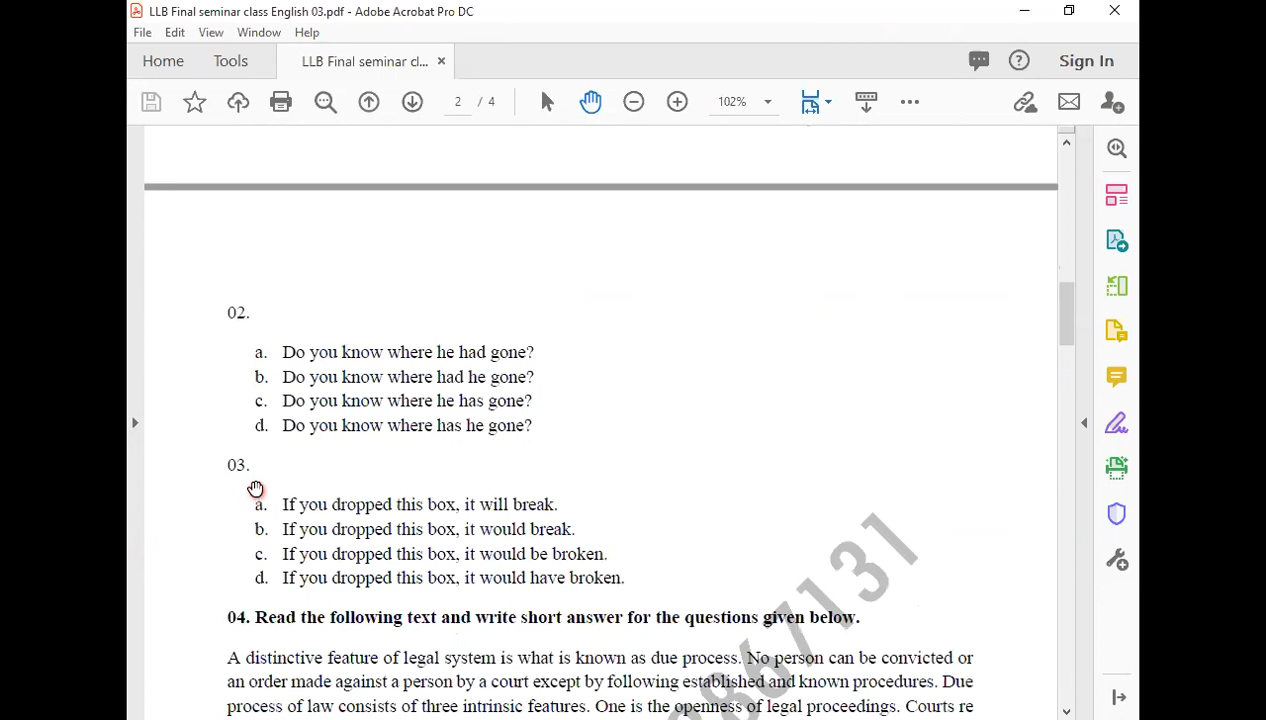 LLB Final seminar class English 03.pdf - Adobe Acrobat Pro DC
File Edit View Window Help
Home Tools LLB Final seminar cl... × Sign In
2 / 4 102%
02.
a. Do you know where he had gone?
b. Do you know where had he gone?
c. Do you know where he has gone?
d. Do you know where has he gone?
03.
a. If you dropped this box, it will break.
b. If you dropped this box, it would break.
c. If you dropped this box, it would be broken.
d. If you dropped this box, it would have broken.
04. Read the following text and write short answer for the questions given below.
A distinctive feature of legal system is what is known as due process. No person can be convicted or
an order made against a person by a court except by following established and known procedures. Due
process of law consists of three intrinsic features. One is the openness of legal proceedings. Courts re
867131